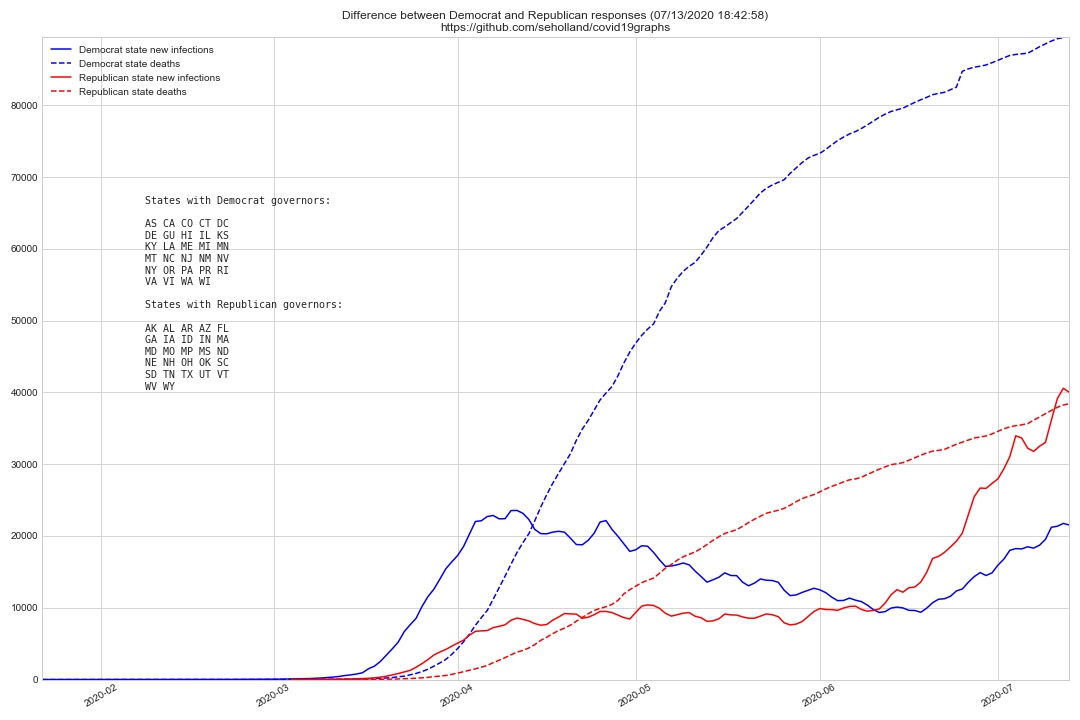 Difference between Democrat and Republican responses (07/13/2020 18:42:58)
https://github.com/seholland/covid19graphs
Democrat state new infections
Democrat state deaths
Republican state new infections
Republican state deaths
80000
70000
60000
50000
40000
30000
20000
10000
0
States with Democrat governors:
AS CA CO CT DC
DE GU HI IL KS
KY LA ME MI MN
MT NC NJ NM NV
NY OR PA PR RI
VA VI WA WI
States with Republican governors:
AK AL AR AZ FL
GA IA ID IN MA
MD MO MP MS ND
NE NH OH OK SC
SD TN TX UT VT
WV WY
2020-02
2020-03
2020-04
2020-05
2020-06
2020-07